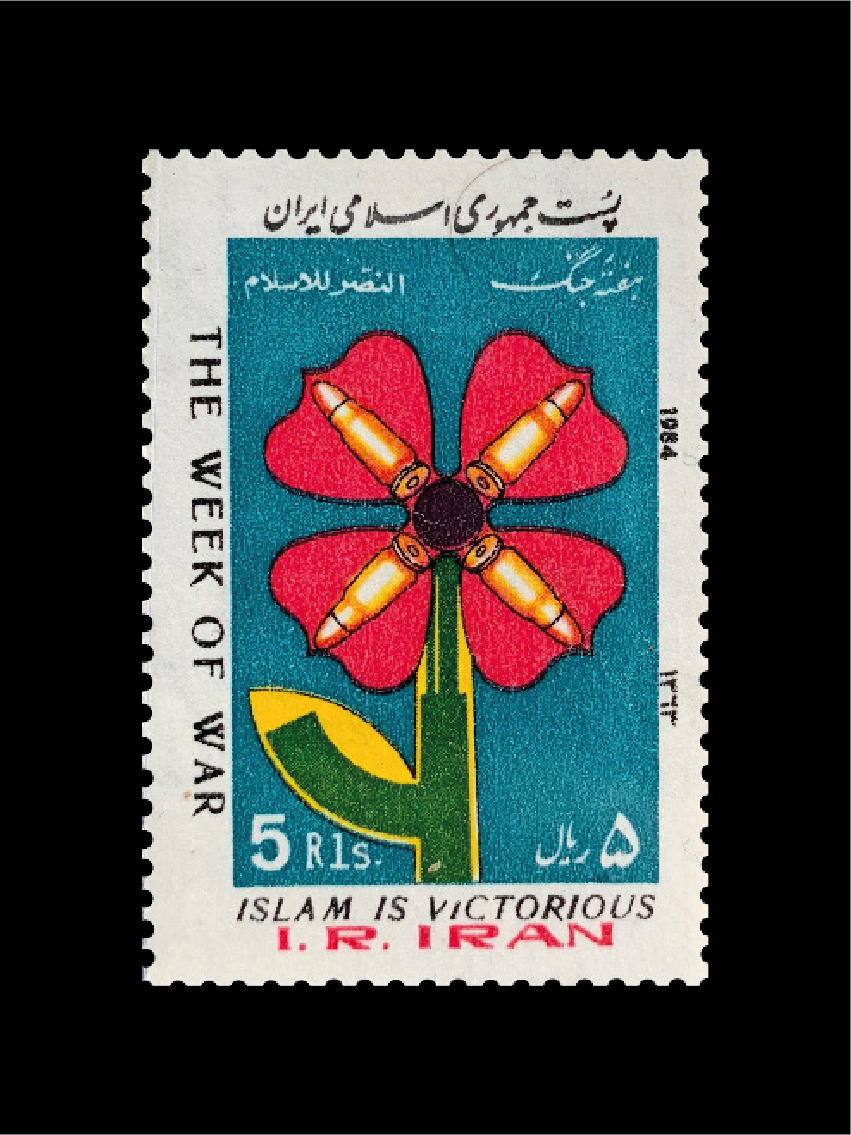 پست جمهوری اسلامی ایران
هفتهٔ جنگ
النصر للاسلام
THE WEEK OF WAR
1984
۱۳۶۳
5 Rls.
۵ ریال
ISLAM IS VICTORIOUS
I. R. IRAN